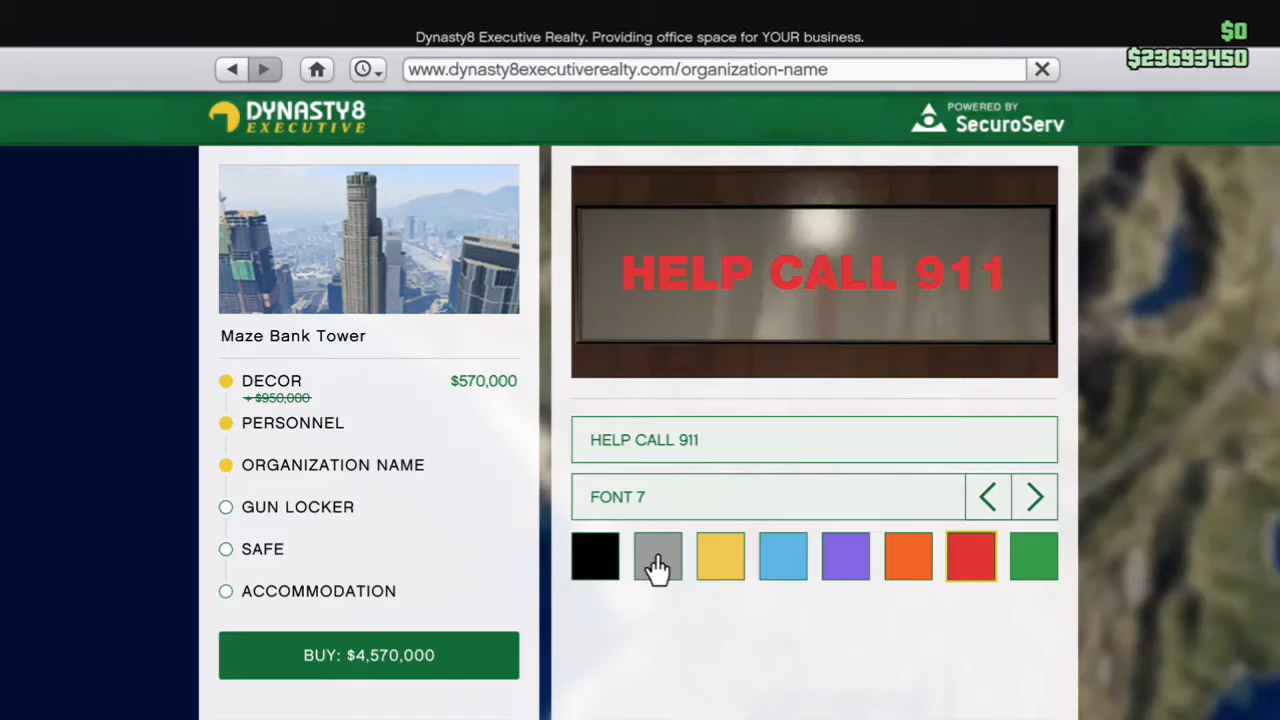 Dynasty8 Executive Realty. Providing office space for YOUR business.
$0
$23693450
www.dynasty8executiverealty.com/organization-name
DYNASTY8
EXECUTIVE
POWERED BY
SecuroServ
HELP CALL 911
Maze Bank Tower
DECOR $570,000
+ $950,000
PERSONNEL
ORGANIZATION NAME
GUN LOCKER
SAFE
ACCOMMODATION
BUY: $4,570,000
HELP CALL 911
FONT 7